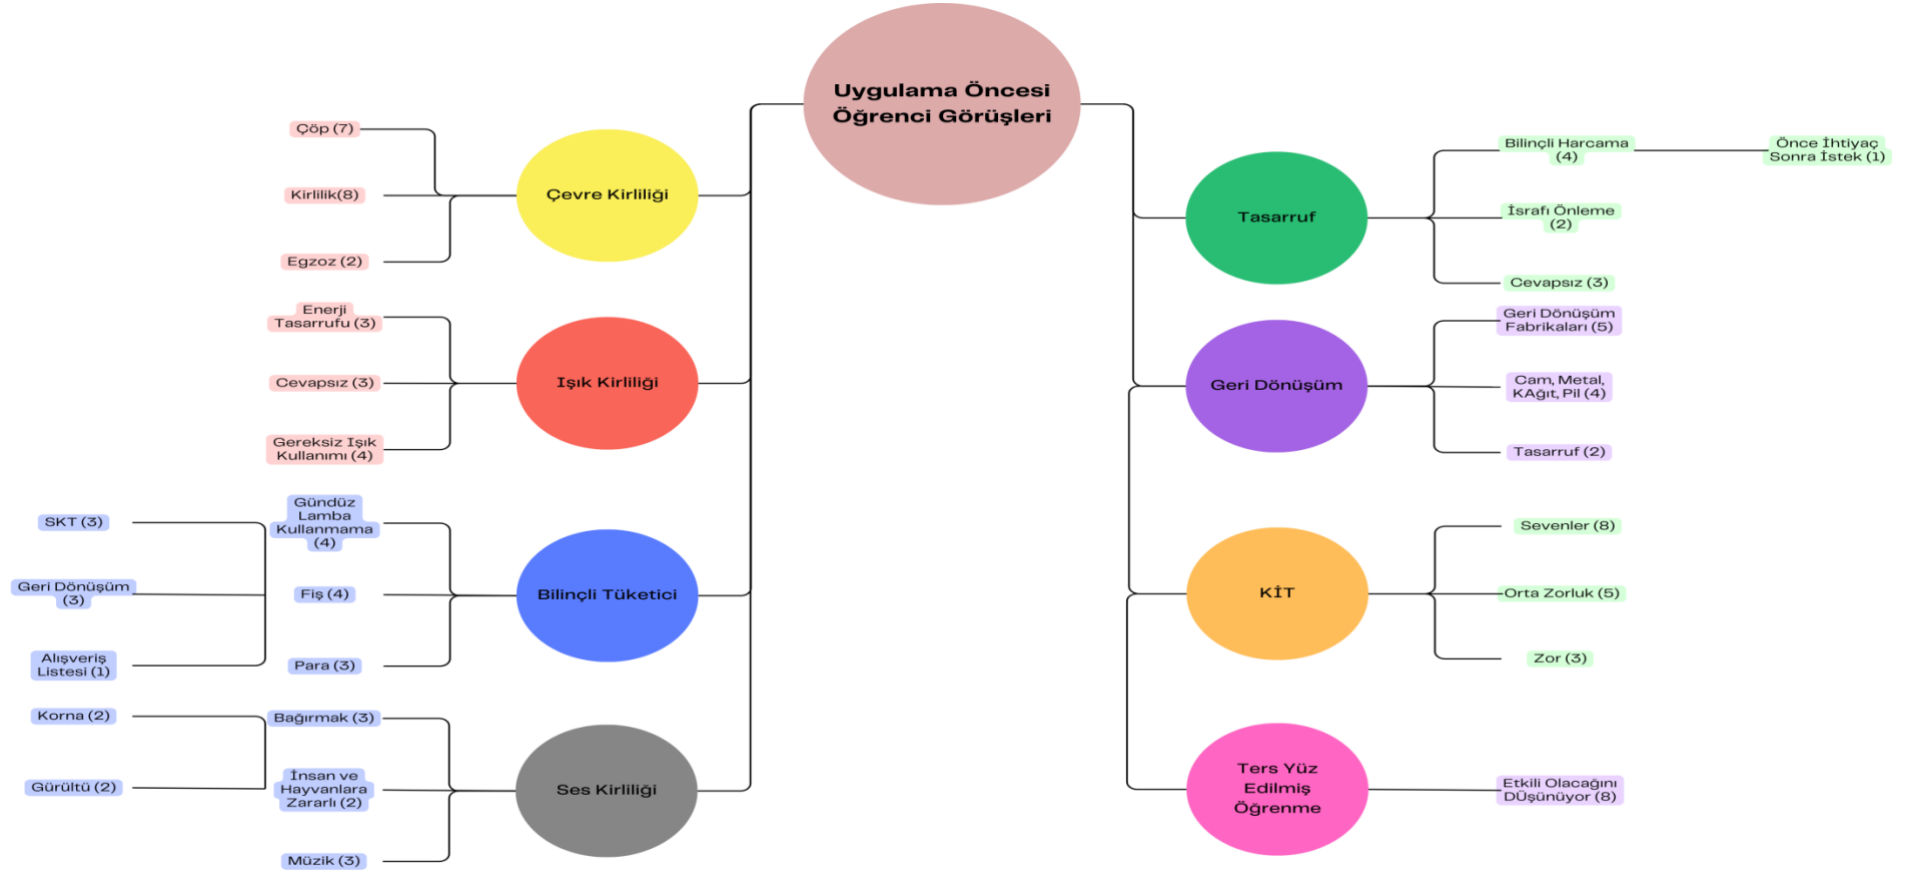 Uygulama Öncesi
Öğrenci Görüşleri
Çevre Kirliliği
Çöp (7)
Kirlilik(8)
Egzoz (2)
Işık Kirliliği
Enerji
Tasarrufu (3)
Cevapsız (3)
Gereksiz Işık
Kullanımı (4)
Bilinçli Tüketici
Gündüz
Lamba
Kullanmama
(4)
Fiş (4)
Para (3)
SKT (3)
Geri Dönüşüm
(3)
Alışveriş
Listesi (1)
Ses Kirliliği
Bağırmak (3)
İnsan ve
Hayvanlara
Zararlı (2)
Müzik (3)
Korna (2)
Gürültü (2)
Tasarruf
Bilinçli Harcama
(4)
Önce İhtiyaç
Sonra İstek (1)
İsrafı Önleme
(2)
Cevapsız (3)
Geri Dönüşüm
Geri Dönüşüm
Fabrikaları (5)
Cam, Metal,
KAğıt, Pil (4)
Tasarruf (2)
KİT
Sevenler (8)
Orta Zorluk (5)
Zor (3)
Ters Yüz
Edilmiş
Öğrenme
Etkili Olacağını
DÜşünüyor (8)